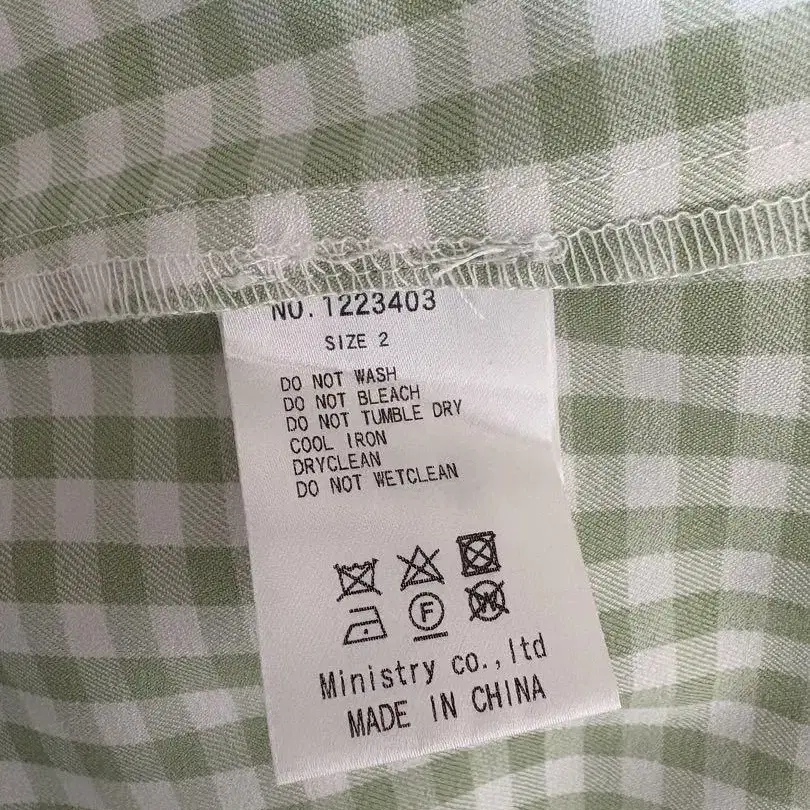 NO. 1223403
SIZE 2
DO NOT WASH
DO NOT BLEACH
DO NOT TUMBLE DRY
COOL IRON
DRYCLEAN
DO NOT WETCLEAN
F W
Ministry co., ltd
MADE IN CHINA